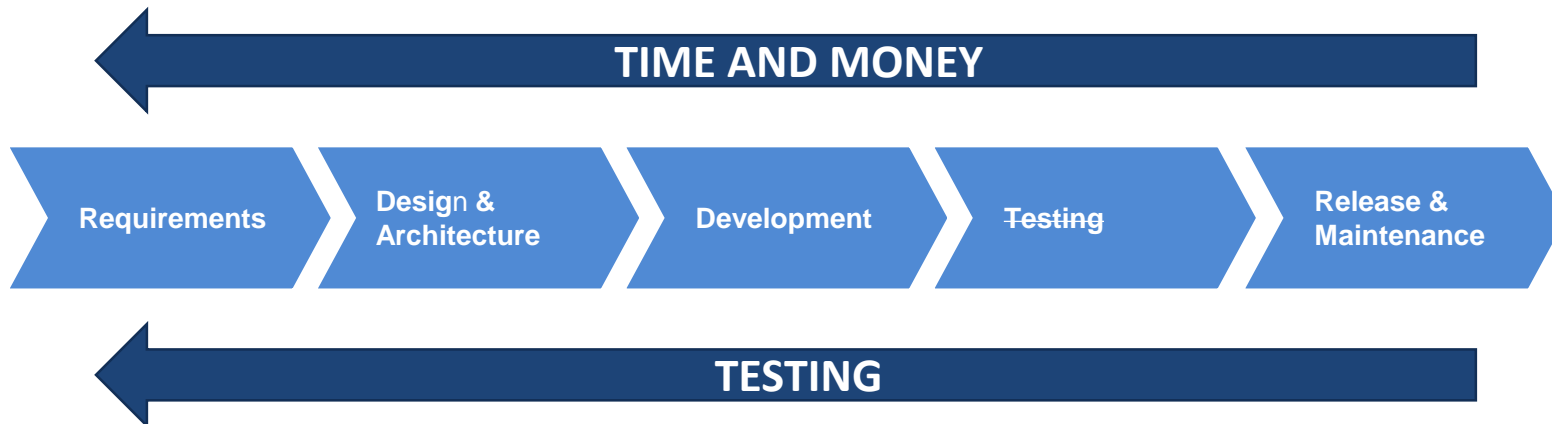 TIME AND MONEY
Requirements
Design &
Architecture
Development
~~Testing~~
Release &
Maintenance
TESTING